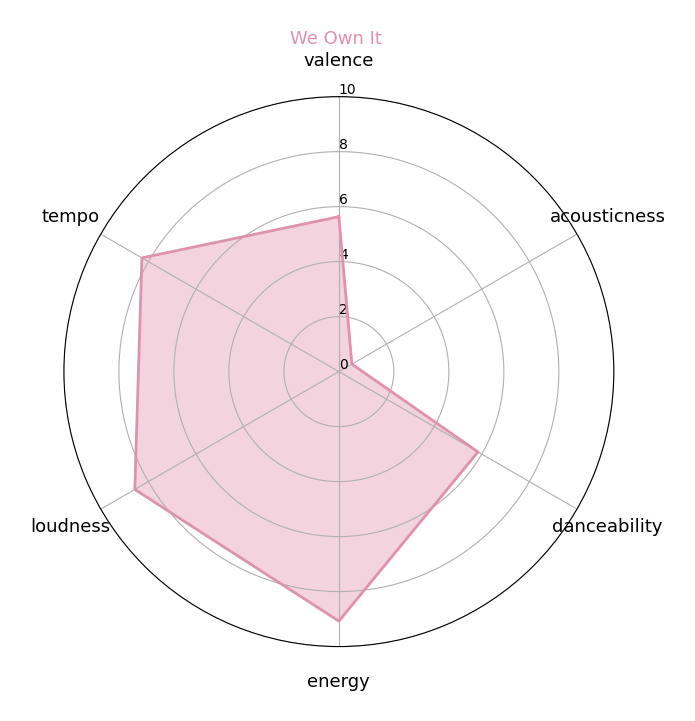 We Own It
valence
10
8
tempo
6
acousticness
4
2
0
loudness
danceability
energy